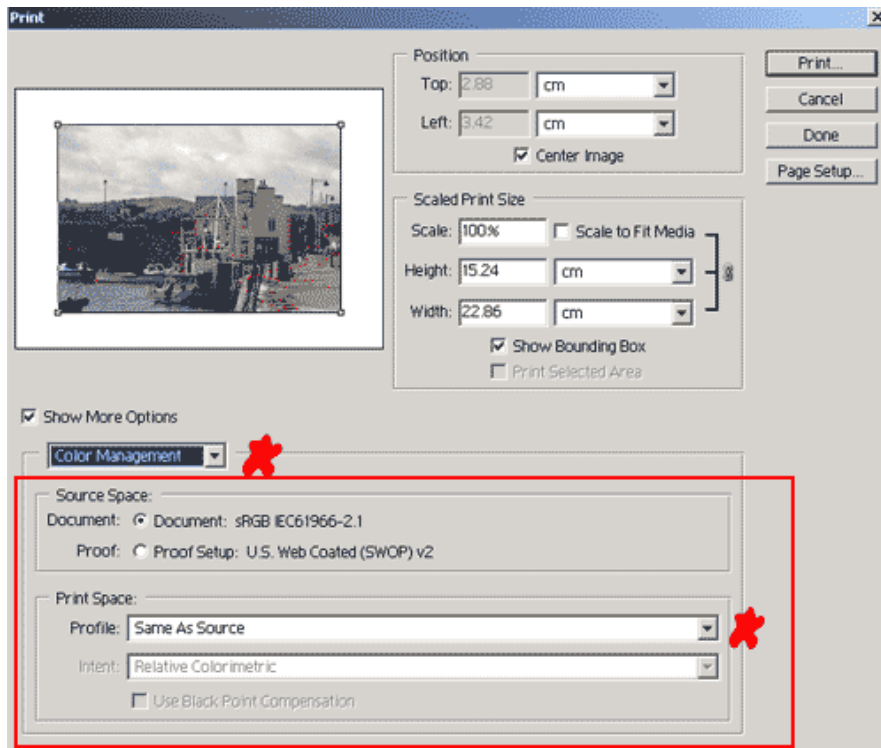 Print
Position
Top: 2.88 cm
Left: 3.42 cm
Center Image
Print...
Cancel
Done
Page Setup...
Scaled Print Size
Scale: 100% Scale to Fit Media
Height: 15.24 cm
Width: 22.86 cm
Show Bounding Box
Print Selected Area
Show More Options
Color Management
Source Space:
Document: Document: sRGB IEC61966-2.1
Proof: Proof Setup: U.S. Web Coated (SWOP) v2
Print Space:
Profile: Same As Source
Intent: Relative Colorimetric
Use Black Point Compensation